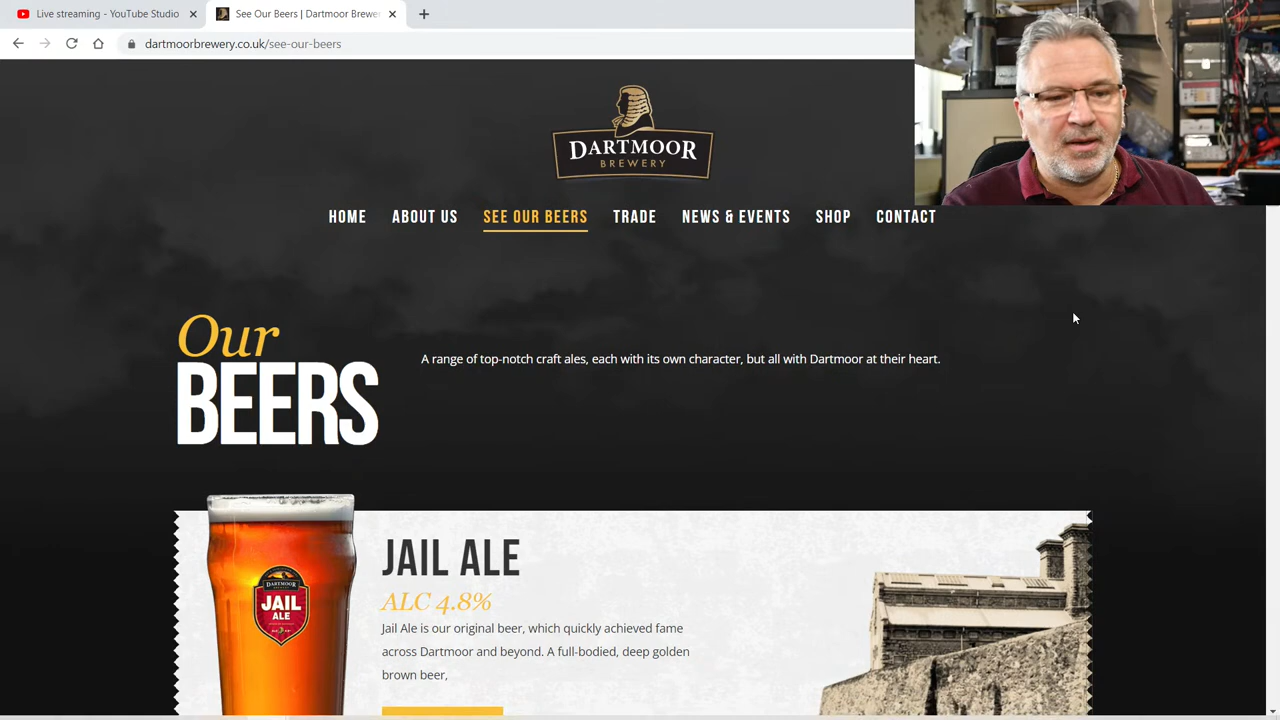 Live streaming - YouTube Studio
See Our Beers | Dartmoor Brewe
dartmoorbrewery.co.uk/see-our-beers
DARTMOOR
BREWERY
HOME ABOUT US SEE OUR BEERS TRADE NEWS & EVENTS SHOP CONTACT
Our
BEERS
A range of top-notch craft ales, each with its own character, but all with Dartmoor at their heart.
DARTMOOR
JAIL
ALE
JAIL ALE
ALC 4.8%
Jail Ale is our original beer, which quickly achieved fame
across Dartmoor and beyond. A full-bodied, deep golden
brown beer,